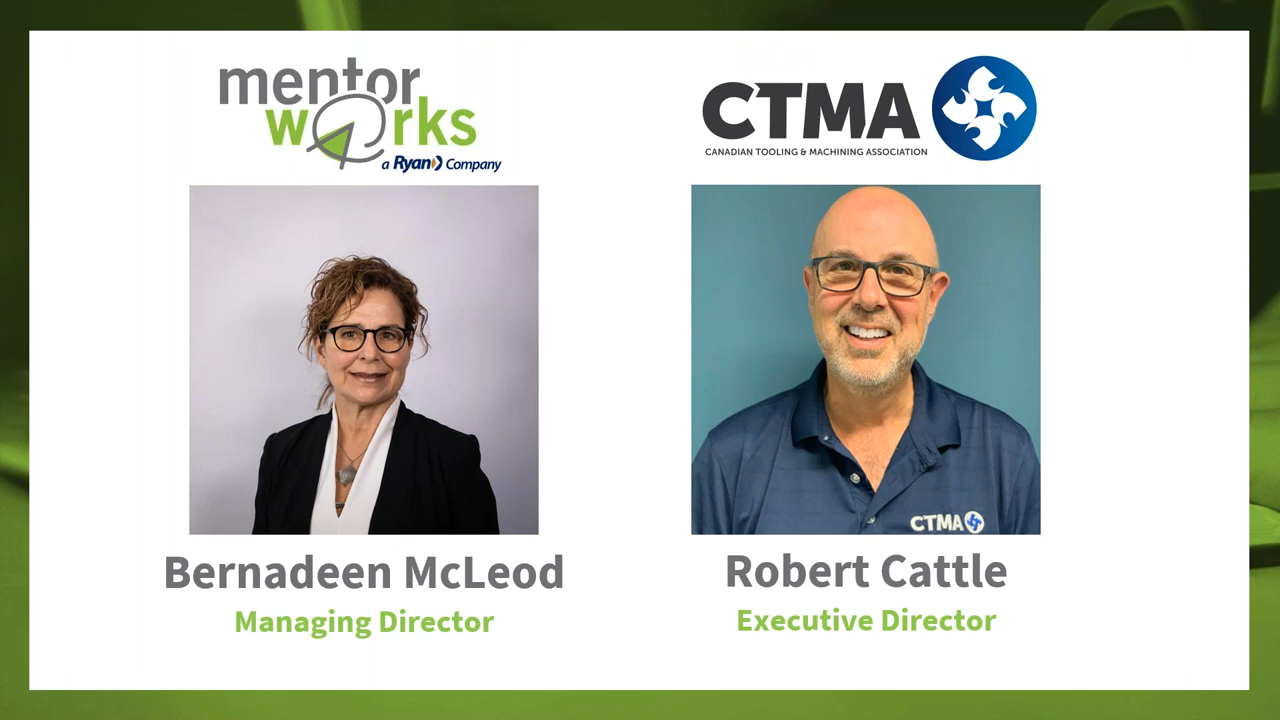 mentor
works
a Ryan Company
CTMA
CANADIAN TOOLING & MACHINING ASSOCIATION
CTMA
Bernadeen McLeod
Managing Director
Robert Cattle
Executive Director